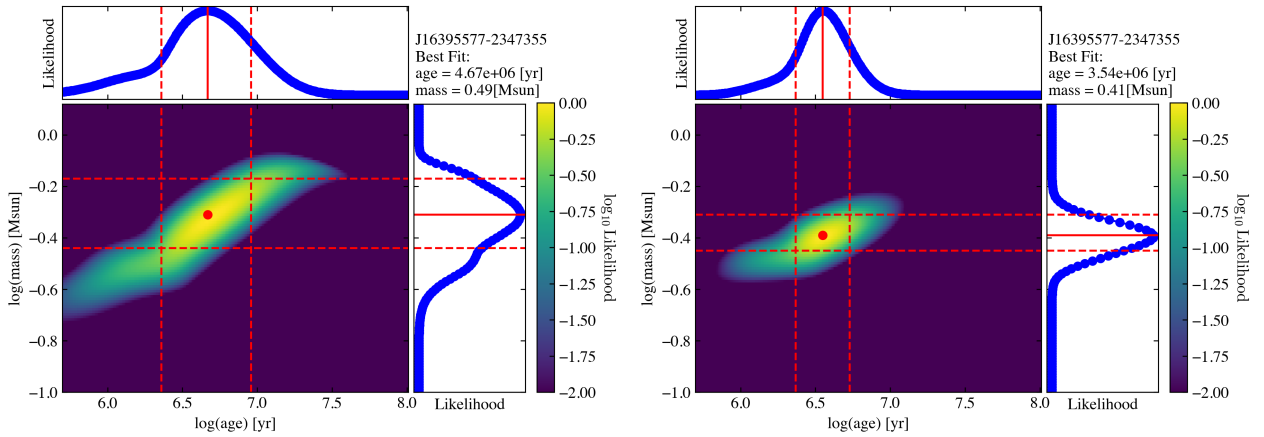 Likelihood
J16395577-2347355
Best Fit:
age = 4.67e+06 [yr]
mass = 0.49[Msun]
log(mass) [Msun]
0.0
−0.2
−0.4
−0.6
−0.8
−1.0
6.0
6.5
7.0
7.5
8.0
log(age) [yr]
Likelihood
0.00
−0.25
−0.50
−0.75
−1.00
−1.25
−1.50
−1.75
−2.00
log10 Likelihood
Likelihood
J16395577-2347355
Best Fit:
age = 3.54e+06 [yr]
mass = 0.41[Msun]
log(mass) [Msun]
0.0
−0.2
−0.4
−0.6
−0.8
−1.0
6.0
6.5
7.0
7.5
8.0
log(age) [yr]
Likelihood
0.00
−0.25
−0.50
−0.75
−1.00
−1.25
−1.50
−1.75
−2.00
log10 Likelihood